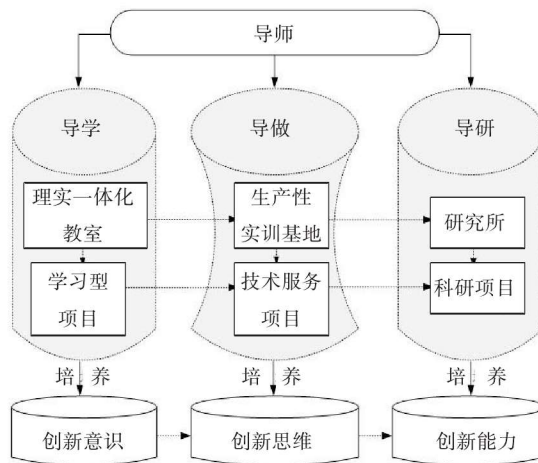 导师
导学
导做
导研
理实一体化
教室
生产性
实训基地
研究所
学习型
项目
技术服务
项目
科研项目
培养
培养
培养
创新意识
创新思维
创新能力